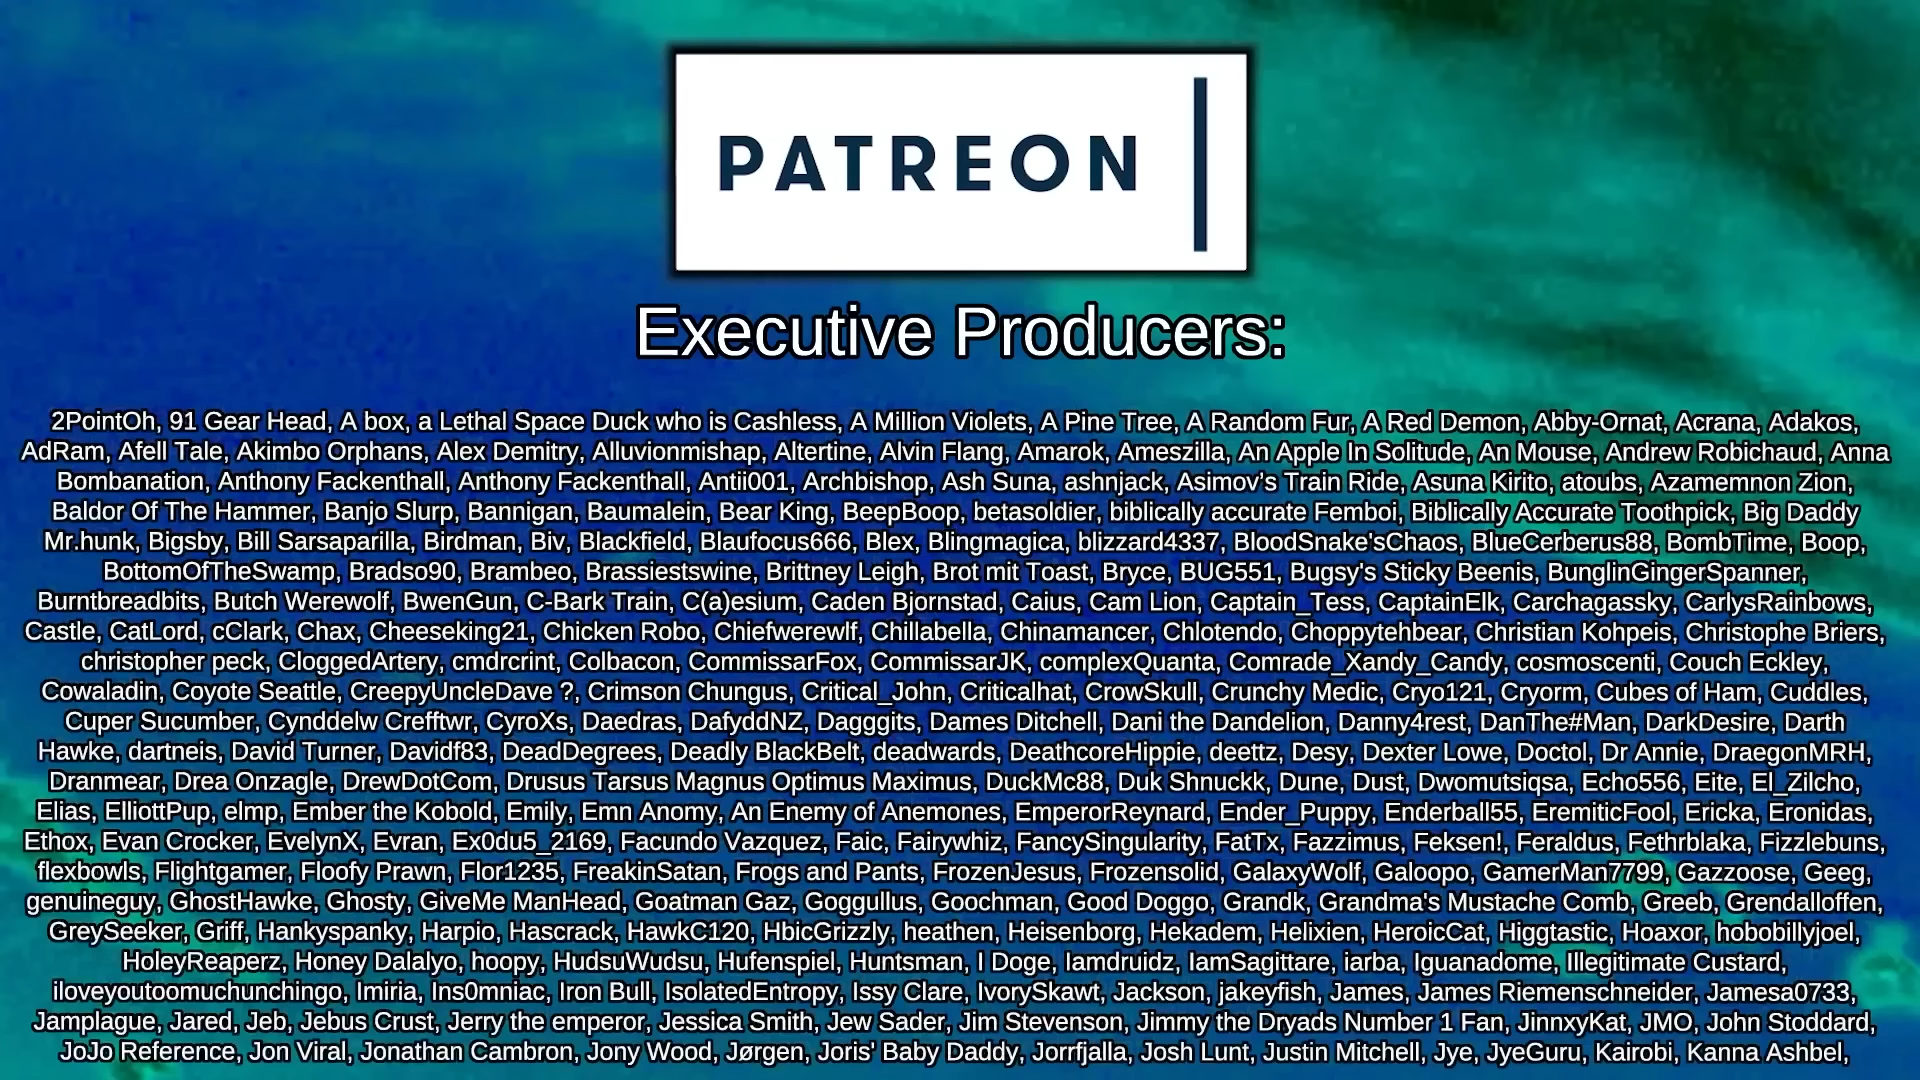 PATREON
Executive Producers:
2PointOh, 91 Gear Head, A box, a Lethal Space Duck who is Cashless, A Million Violets, A Pine Tree, A Random Fur, A Red Demon, Abby-Ornat, Acrana, Adakos,
AdRam, Afell Tale, Akimbo Orphans, Alex Demitry, Alluvionmishap, Altertine, Alvin Flang, Amarok, Ameszilla, An Apple In Solitude, An Mouse, Andrew Robichaud, Anna
Bombanation, Anthony Fackenthall, Anthony Fackenthall, Antii001, Archbishop, Ash Suna, ashnjack, Asimov’s Train Ride, Asuna Kirito, atoubs, Azamemnon Zion,
Baldor Of The Hammer, Banjo Slurp, Bannigan, Baumalein, Bear King, BeepBoop, betasoldier, biblically accurate Femboi, Biblically Accurate Toothpick, Big Daddy
Mr.hunk, Bigsby, Bill Sarsaparilla, Birdman, Biv, Blackfield, Blaufocus666, Blex, Blingmagica, blizzard4337, BloodSnake'sChaos, BlueCerberus88, BombTime, Boop,
BottomOfTheSwamp, Bradso90, Brambeo, Brassiestswine, Brittney Leigh, Brot mit Toast, Bryce, BUG551, Bugsy's Sticky Beenis, BunglinGingerSpanner,
Burntbreadbits, Butch Werewolf, BwenGun, C-Bark Train, C(a)esium, Caden Bjornstad, Caius, Cam Lion, Captain_Tess, CaptainElk, Carchagassky, CarlysRainbows,
Castle, CatLord, cClark, Chax, Cheeseking21, Chicken Robo, Chiefwerewlf, Chillabella, Chinamancer, Chlotendo, Choppytehbear, Christian Kohpeis, Christophe Briers,
christopher peck, CloggedArtery, cmdrcrint, Colbacon, CommissarFox, CommissarJK, complexQuanta, Comrade_Xandy_Candy, cosmoscenti, Couch Eckley,
Cowaladin, Coyote Seattle, CreepyUncleDave ?, Crimson Chungus, Critical_John, Criticalhat, CrowSkull, Crunchy Medic, Cryo121, Cryorm, Cubes of Ham, Cuddles,
Cuper Sucumber, Cynddelw Crefftwr, CyroXs, Daedras, DafyddNZ, Dagggits, Dames Ditchell, Dani the Dandelion, Danny4rest, DanThe#Man, DarkDesire, Darth
Hawke, dartneis, David Turner, Davidf83, DeadDegrees, Deadly BlackBelt, deadwards, DeathcoreHippie, deettz, Desy, Dexter Lowe, Doctol, Dr Annie, DraegonMRH,
Dranmear, Drea Onzagle, DrewDotCom, Drusus Tarsus Magnus Optimus Maximus, DuckMc88, Duk Shnuckk, Dune, Dust, Dwomutsiqsa, Echo556, Eite, El_Zilcho,
Elias, ElliottPup, elmp, Ember the Kobold, Emily, Emn Anomy, An Enemy of Anemones, EmperorReynard, Ender_Puppy, Enderball55, EremiticFool, Ericka, Eronidas,
Ethox, Evan Crocker, EvelynX, Evran, Ex0du5_2169, Facundo Vazquez, Faic, Fairywhiz, FancySingularity, FatTx, Fazzimus, Feksen!, Feraldus, Fethrblaka, Fizzlebuns,
flexbowls, Flightgamer, Floofy Prawn, Flor1235, FreakinSatan, Frogs and Pants, FrozenJesus, Frozensolid, GalaxyWolf, Galoopo, GamerMan7799, Gazzoose, Geeg,
genuineguy, GhostHawke, Ghosty, GiveMe ManHead, Goatman Gaz, Goggullus, Goochman, Good Doggo, Grandk, Grandma's Mustache Comb, Greeb, Grendalloffen,
GreySeeker, Griff, Hankyspanky, Harpio, Hascrack, HawkC120, HbicGrizzly, heathen, Heisenborg, Hekadem, Helixien, HeroicCat, Higgtastic, Hoaxor, hobobillyjoel,
HoleyReaperz, Honey Dalalyo, hoopy, HudsuWudsu, Hufenspiel, Huntsman, I Doge, Iamdruidz, IamSagittare, iarba, Iguanadome, Illegitimate Custard,
iloveyoutoomuchunchingo, Imiria, Ins0mniac, Iron Bull, IsolatedEntropy, Issy Clare, IvorySkawt, Jackson, jakeyfish, James, James Riemenschneider, Jamesa0733,
Jamplague, Jared, Jeb, Jebus Crust, Jerry the emperor, Jessica Smith, Jew Sader, Jim Stevenson, Jimmy the Dryads Number 1 Fan, JinnxyKat, JMO, John Stoddard,
JoJo Reference, Jon Viral, Jonathan Cambron, Jony Wood, Jørgen, Joris' Baby Daddy, Jorrfjalla, Josh Lunt, Justin Mitchell, Jye, JyeGuru, Kairobi, Kanna Ashbel,